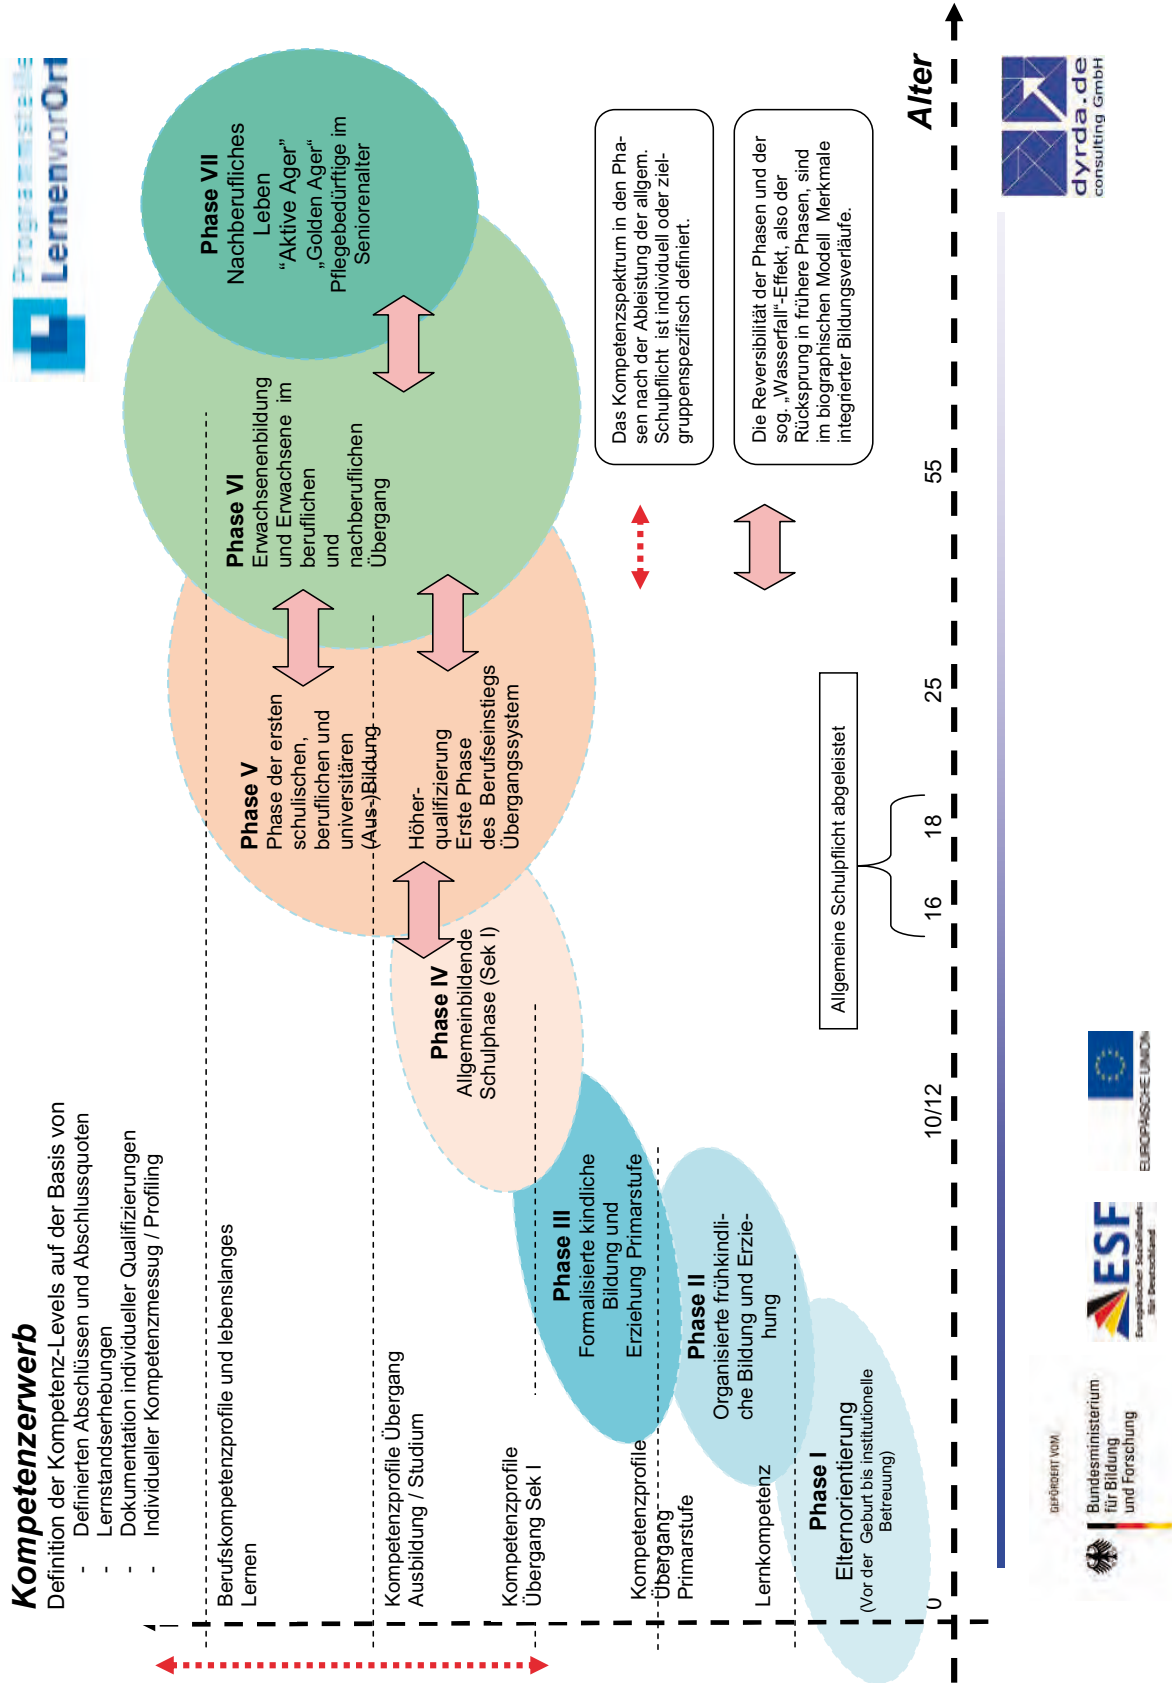 Kompetenzerwerb
Definition der Kompetenz-Levels auf der Basis von
- Definierten Abschlüssen und Abschlussquoten
- Lernstandserhebungen
- Dokumentation individueller Qualifizierungen
- Individueller Kompetenzmessug / Profiling
Programmstelle
LernenvorOrt
Berufskompetenzprofile und lebenslanges
Lernen
Kompetenzprofile Übergang
Ausbildung / Studium
Kompetenzprofile
Übergang Sek I
Kompetenzprofile
Übergang
Primarstufe
Lernkompetenz
Phase I
Elternorientierung
(Vor der Geburt bis institutionelle
Betreuung)
Phase II
Organisierte frühkindli-
che Bildung und Erzie-
hung
Phase III
Formalisierte kindliche
Bildung und
Erziehung Primarstufe
Phase IV
Allgemeinbildende
Schulphase (Sek I)
Phase V
Phase der ersten
schulischen,
beruflichen und
universitären
(Aus-)Bildung
Höher-
qualifizierung
Erste Phase
des Berufseinstiegs
Übergangssystem
Phase VI
Erwachsenenbildung
und Erwachsene im
beruflichen
und
nachberuflichen
Übergang
Phase VII
Nachberufliches
Leben
“Aktive Ager”
„Golden Ager“
Pflegebedürftige im
Seniorenalter
Das Kompetenzspektrum in den Pha-
sen nach der Ableistung der allgem.
Schulpflicht ist individuell oder ziel-
gruppenspezifisch definiert.
Die Reversibilität der Phasen und der
sog. „Wasserfall“-Effekt, also der
Rücksprung in frühere Phasen, sind
im biographischen Modell Merkmale
integrierter Bildungsverläufe.
Allgemeine Schulpflicht abgeleistet
0
10/12
16
18
25
55
Alter
GEFÖRDERT VOM
Bundesministerium
für Bildung
und Forschung
ESF
Europäischer Sozialfonds
für Deutschland
EUROPÄISCHE UNION
dyrda.de
consulting GmbH